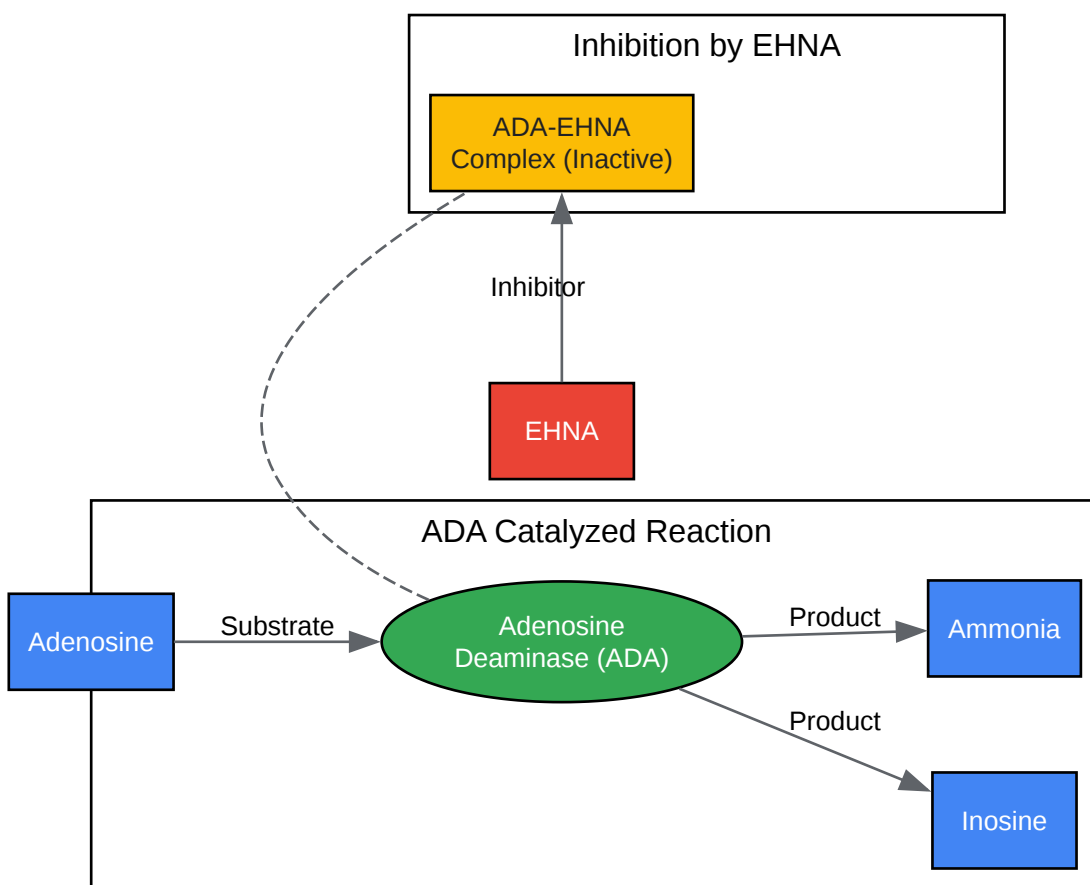 Inhibition by EHNA
ADA-EHNA
Complex (Inactive)
Inhibitor
EHNA
ADA Catalyzed Reaction
Adenosine
Substrate
Adenosine
Deaminase (ADA)
Product
Ammonia
Product
Inosine